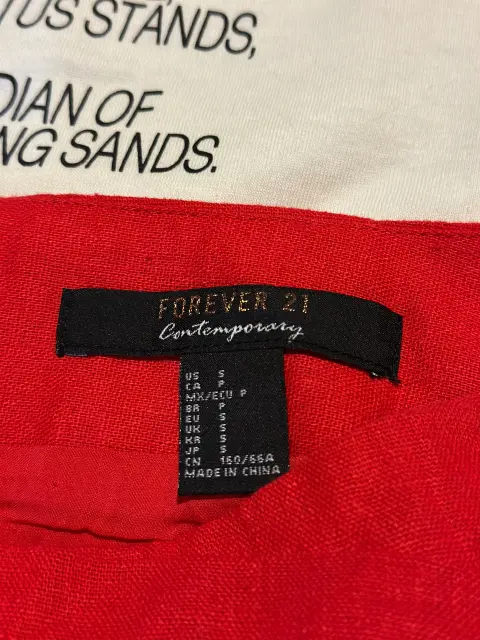 TUS STANDS,
DIAN OF
NG SANDS.
FOREVER 21
Contemporary
US S
CA P
MX/ECU P
BR P
EU S
UK S
KR S
JP S
CN 160/66A
MADE IN CHINA